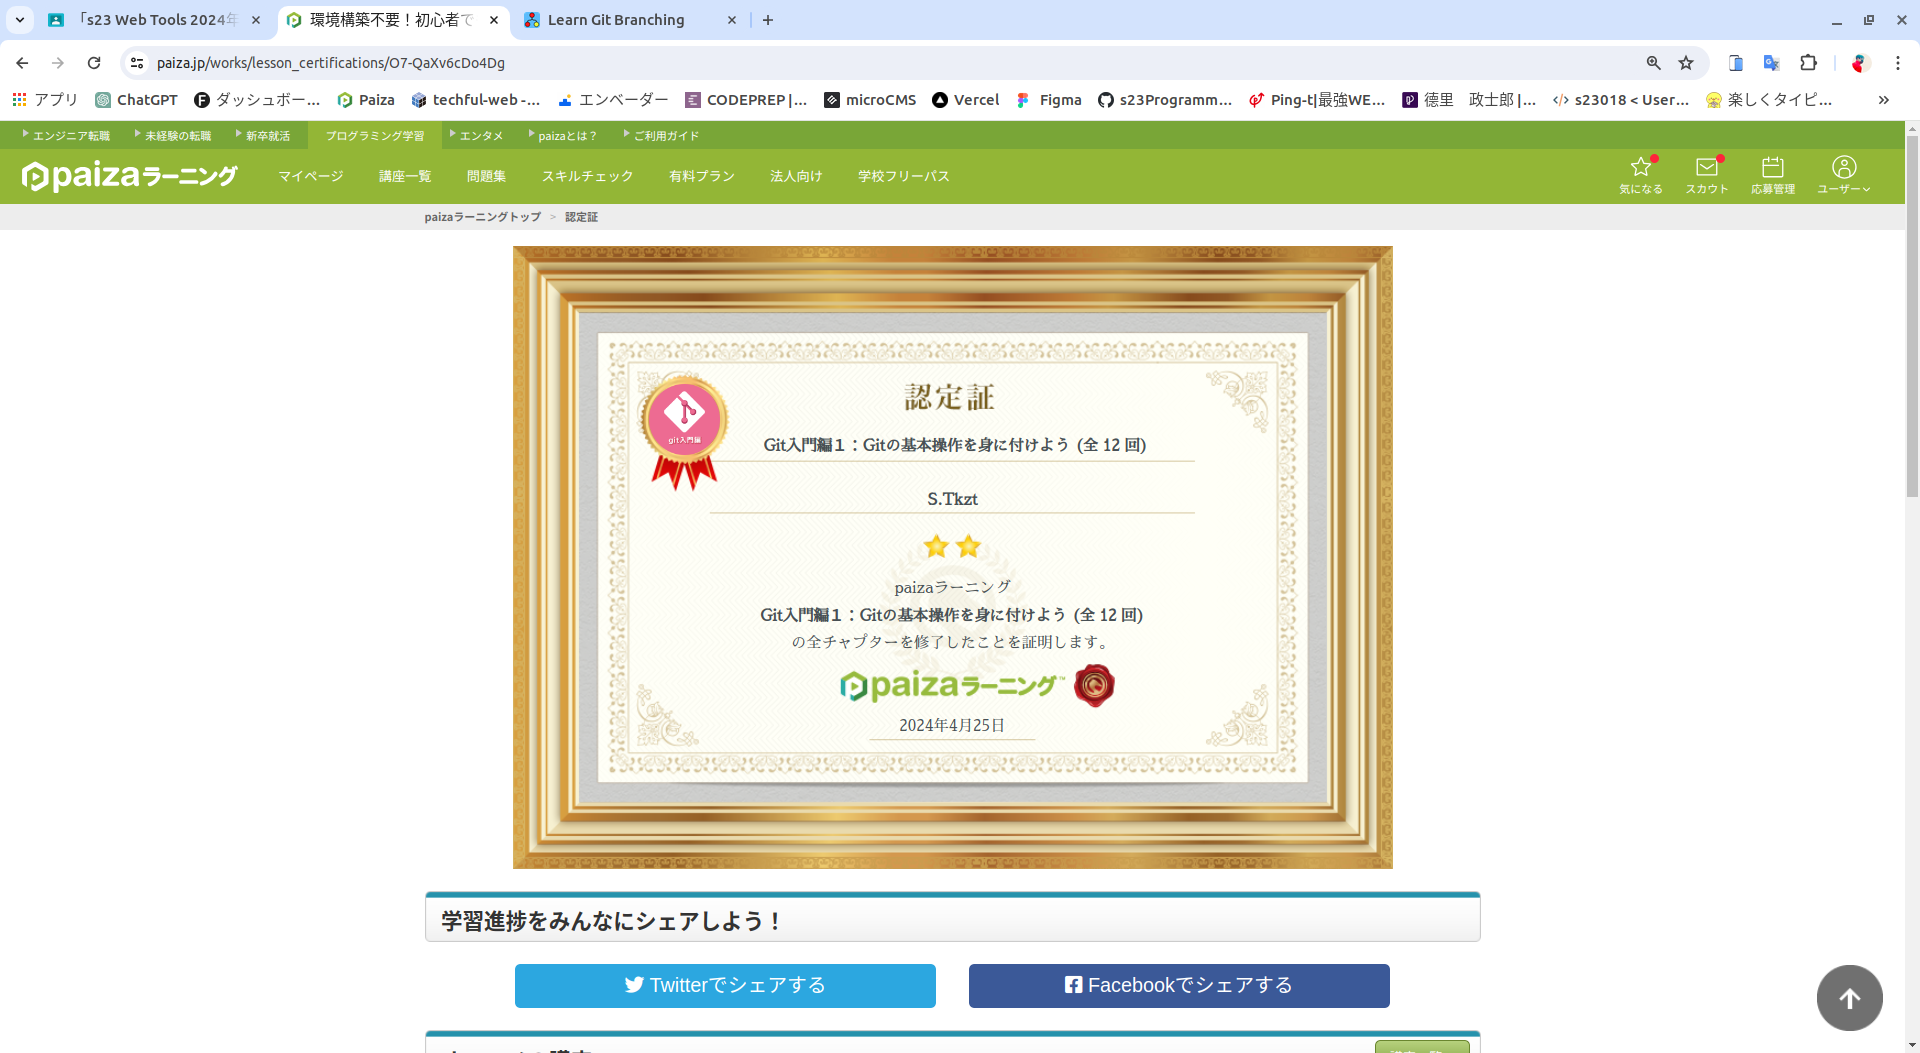 「s23 Web Tools 2024年
環境構築不要！初心者で
Learn Git Branching
paiza.jp/works/lesson_certifications/O7-QaXv6cDo4Dg
アプリ
ChatGPT
ダッシュボー...
Paiza
techful-web -...
エンベーダー
CODEPREP |...
microCMS
Vercel
Figma
s23Programm...
Ping-t|最強WE...
德里　政士郎 |...
s23018 < User...
楽しくタイピ...
エンジニア転職
未経験の転職
新卒就活
プログラミング学習
エンタメ
paizaとは？
ご利用ガイド
paizaラーニング
マイページ
講座一覧
問題集
スキルチェック
有料プラン
法人向け
学校フリーパス
気になる
スカウト
応募管理
ユーザー
paizaラーニングトップ > 認定証
認定証
git入門編
Git入門編１：Gitの基本操作を身に付けよう (全 12 回)
S.Tkzt
paizaラーニング
Git入門編１：Gitの基本操作を身に付けよう (全 12 回)
の全チャプターを修了したことを証明します。
paizaラーニング™
2024年4月25日
学習進捗をみんなにシェアしよう！
Twitterでシェアする
Facebookでシェアする